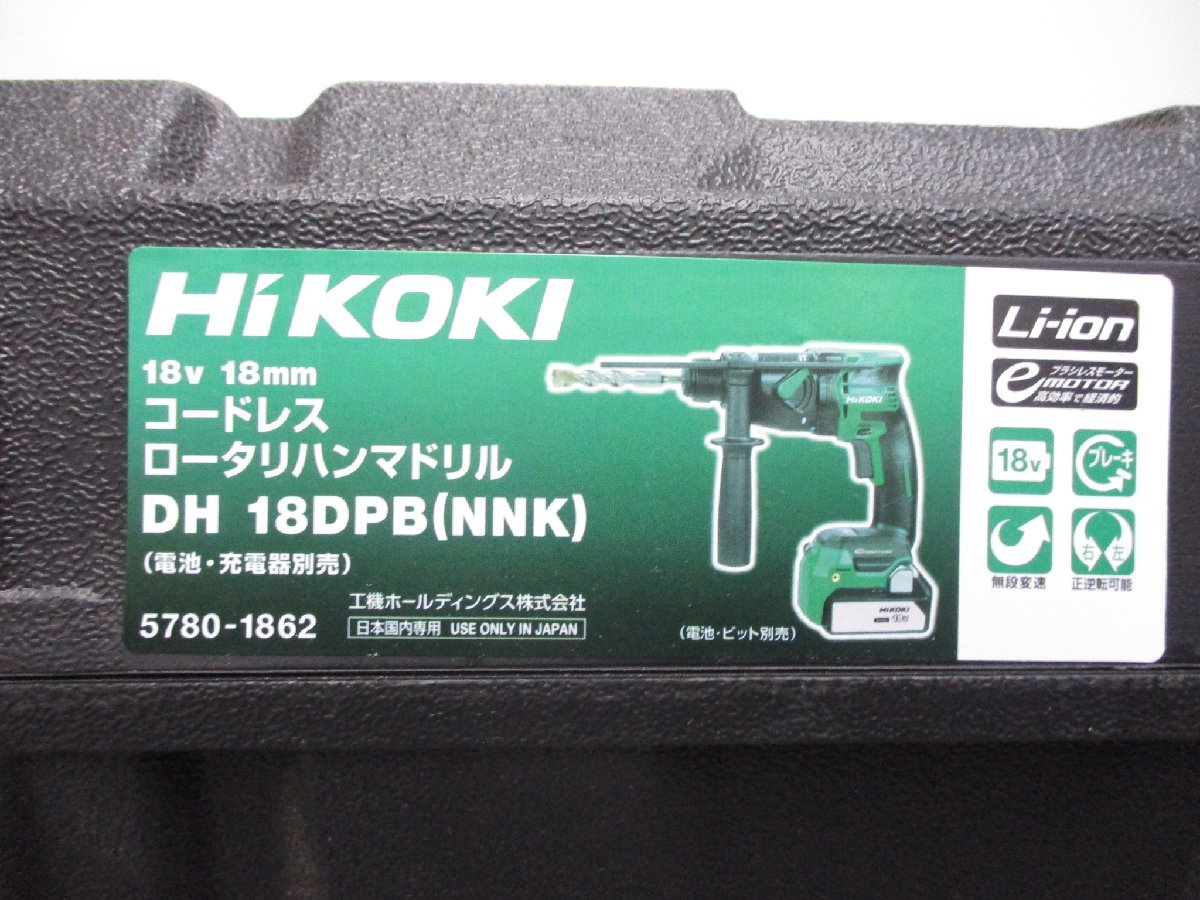 HiKOKI
18v 18mm
コードレス
ロータリハンマドリル
DH 18DPB(NNK)
(電池・充電器別売)
工機ホールディングス株式会社
5780-1862
日本国内専用 USE ONLY IN JAPAN
HiKOKI
HiKOKI
(電池・ビット別売)
Li-ion
ブラシレスモーター
e MOTOR
高効率で経済的
18v
ブレーキ
無段変速
右 左
正逆転可能